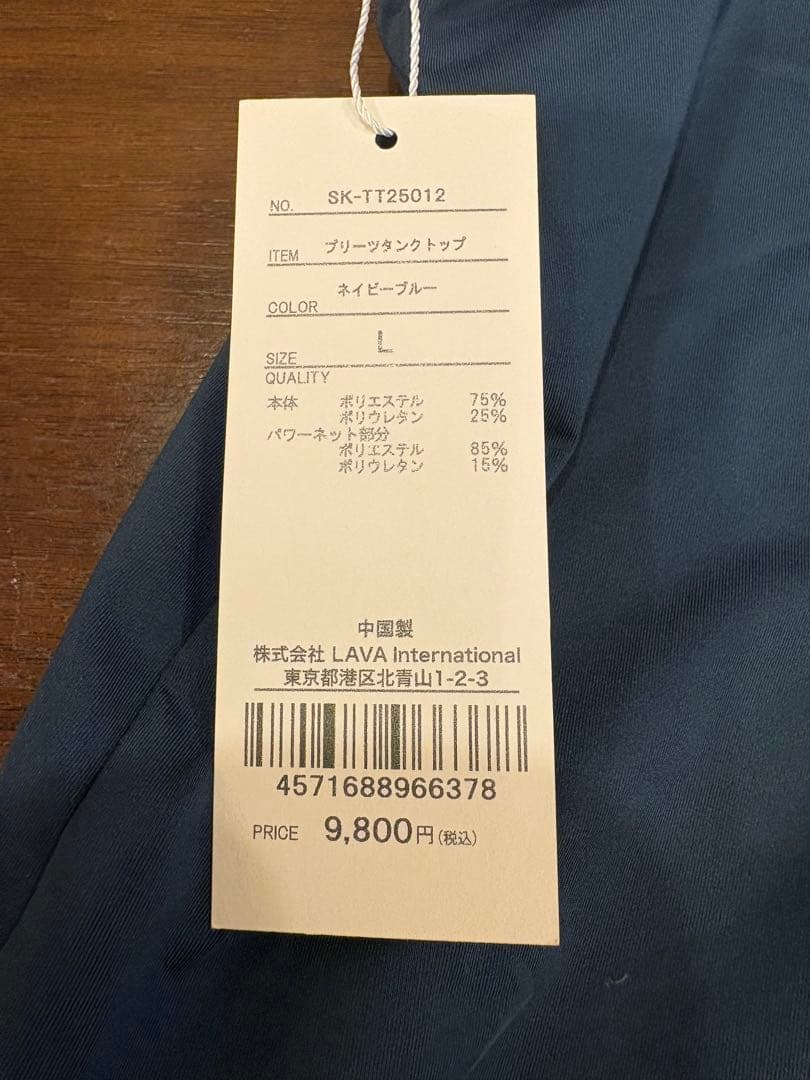 NO. SK-TT25012
ITEM プリーツタンクトップ
COLOR ネイビーブルー
SIZE L
QUALITY
本体 ポリエステル 75%
ポリウレタン 25%
パワーネット部分
ポリエステル 85%
ポリウレタン 15%
中国製
株式会社 LAVA International
東京都港区北青山1-2-3
4571688966378
PRICE 9,800円(税込)